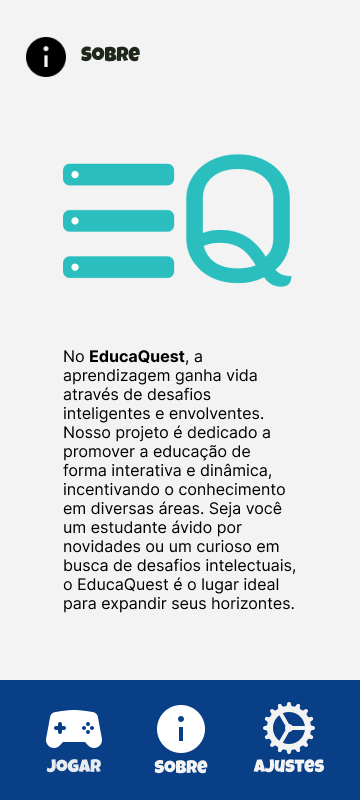 SOBRE
EQ
No EducaQuest, a
aprendizagem ganha vida
através de desafios
inteligentes e envolventes.
Nosso projeto é dedicado a
promover a educação de
forma interativa e dinâmica,
incentivando o conhecimento
em diversas áreas. Seja você
um estudante ávido por
novidades ou um curioso em
busca de desafios intelectuais,
o EducaQuest é o lugar ideal
para expandir seus horizontes.
JOGAR SOBRE AJUSTES